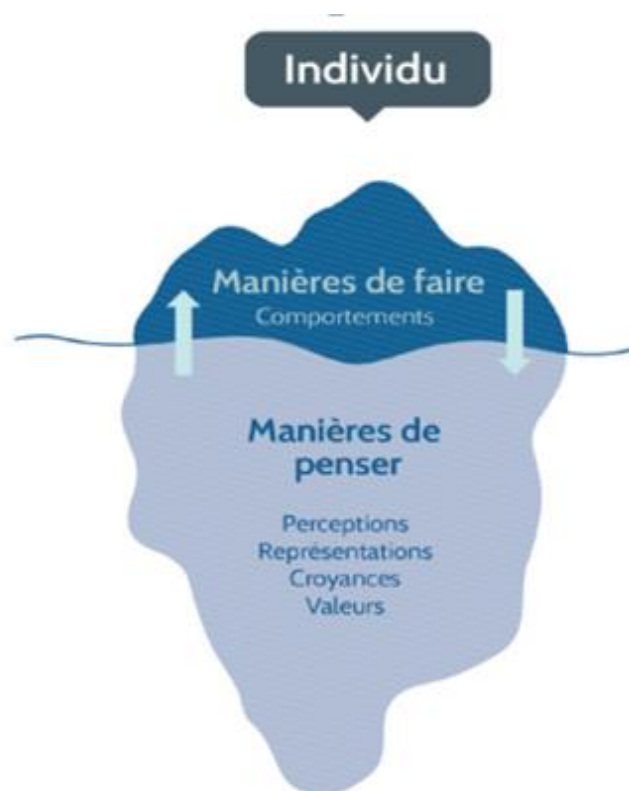 Individu
Manières de faire
Comportements
Manières de
penser
Perceptions
Représentations
Croyances
Valeurs